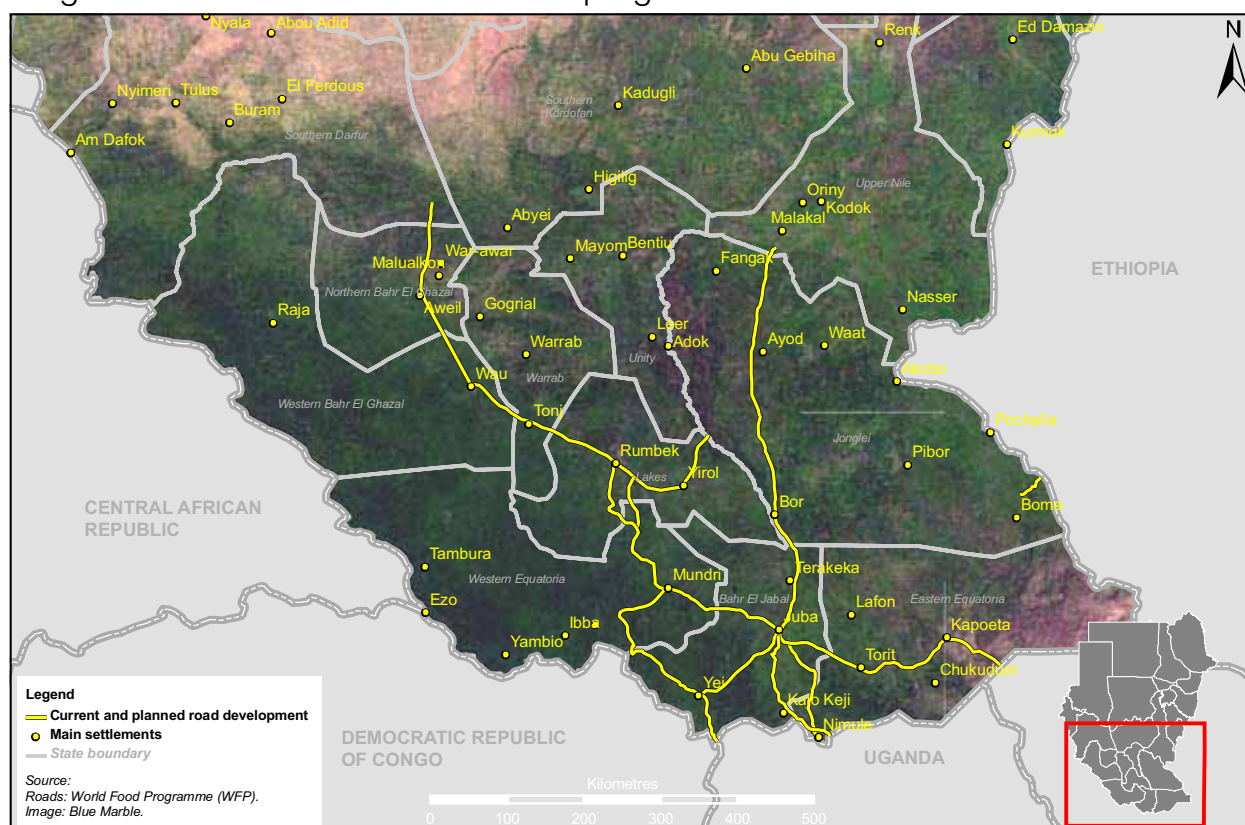 Nyala
Abou Adid
Renk
Ed Damazin
N
Abu Gebiha
Nyimeri
Tulus
El Ferdous
Kadugli
Southern
Kordofan
Buram
Southern Darfur
Am Dafok
Kurmuk
Higilig
Upper Nile
Oriny
Kodok
Abyei
Malakal
War-awar
Mayom
Bentiu
Fangak
Malualkon
ETHIOPIA
Northern Bahr El Ghazal
Aweil
Gogrial
Nasser
Raja
Leer
Adok
Ayod
Waat
Warrab
Unity
Wau
Warrab
Akobo
Western Bahr El Ghazal
Tonj
Jonglei
Pochalla
Rumbek
Pibor
Lakes
Yirol
CENTRAL AFRICAN
REPUBLIC
Bor
Boma
Tambura
Western Equatoria
Mundri
Terakeka
Bahr El Jabal
Eastern Equatoria
Ezo
Lafon
Ibba
Juba
Kapoeta
Yambio
Torit
Chukudum
Yei
Kajo Keji
Nimule
Legend
Current and planned road development
Main settlements
State boundary
Source:
Roads: World Food Programme (WFP).
Image: Blue Marble.
DEMOCRATIC REPUBLIC
OF CONGO
UGANDA
Kilometres
0 100 200 300 400 500